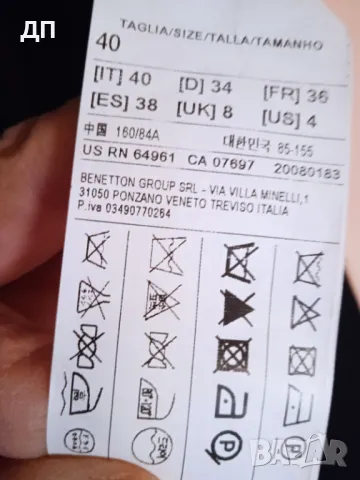 дп
TAGLIA/SIZE/TALLA/TAMANHO
40
[IT] 40 [D] 34 [FR] 36
[ES] 38 [UK] 8 [US] 4
中国 160/84A 대한민국 85-155
US RN 64961 CA 07697 20080183
BENETTON GROUP SRL - VIA VILLA MINELLI,1
31050 PONZANO VENETO TREVISO ITALIA
P.iva 03490770264
P
P
BAZAR